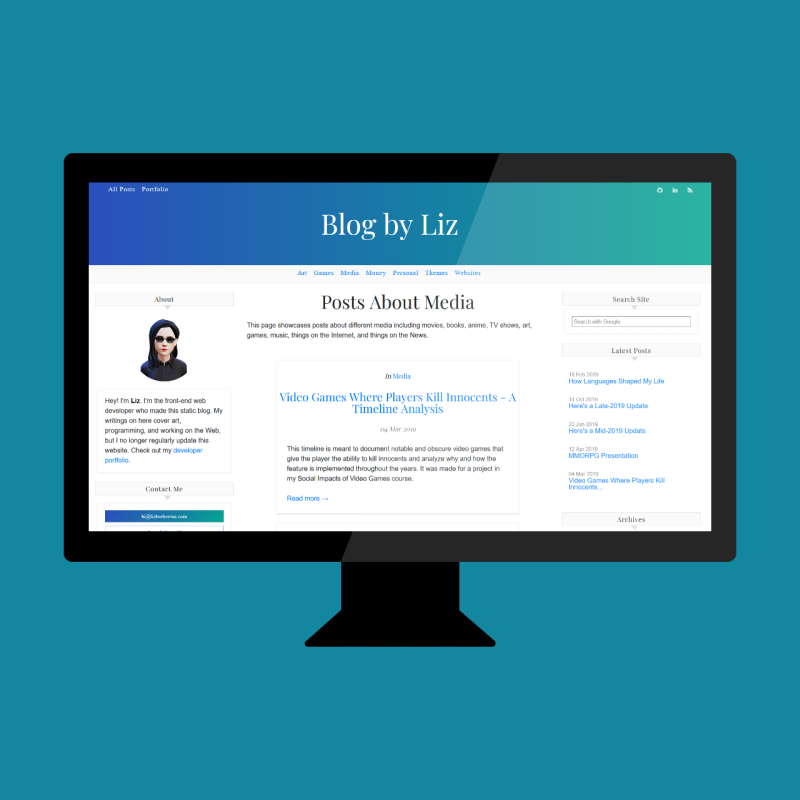 All Posts Portfolio
Blog by Liz
Art Games Media Money Personal Themes Websites
About
Hey! I'm Liz. I'm the front-end web
developer who made this static blog. My
writings on here cover art,
programming, and working on the Web,
but I no longer regularly update this
website. Check out my developer
portfolio.
Contact Me
Posts About Media
This page showcases posts about different media including movies, books, anime, TV shows, art,
games, music, things on the Internet, and things on the News.
In Media
Video Games Where Players Kill Innocents - A
Timeline Analysis
04 Mar 2019
This timeline is meant to document notable and obscure video games that
give the player the ability to kill innocents and analyze why and how the
feature is implemented throughout the years. It was made for a project in
my Social Impacts of Video Games course.
Read more →
Search Site
Search with Google
Latest Posts
16 Feb 2020
How Languages Shaped My Life
14 Oct 2019
Here's a Late-2019 Update
23 Jun 2019
Here's a Mid-2019 Update
12 Apr 2019
MMORPG Presentation
04 Mar 2019
Video Games Where Players Kill
Innocents...
Archives